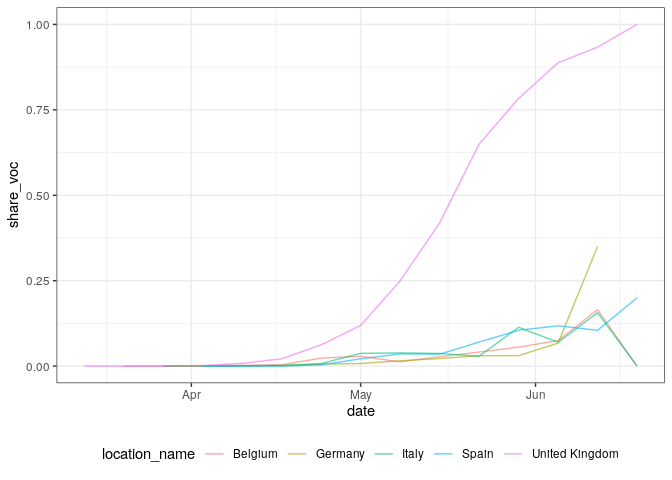 1.00
0.75
0.50
0.25
0.00
share_voc
Apr May Jun
date
location_name Belgium Germany Italy Spain United Kingdom